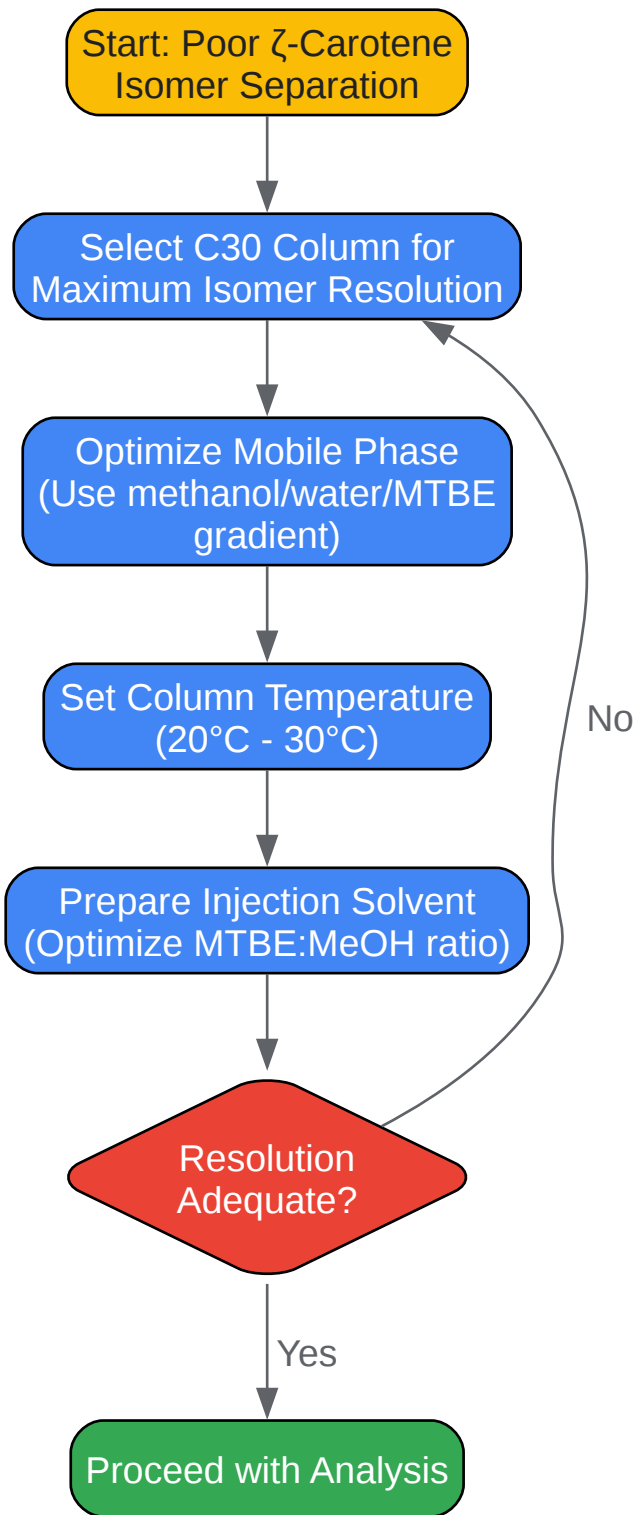 Start: Poor ζ-Carotene
Isomer Separation
Select C30 Column for
Maximum Isomer Resolution
Optimize Mobile Phase
(Use methanol/water/MTBE
gradient)
Set Column Temperature
(20°C - 30°C)
No
Prepare Injection Solvent
(Optimize MTBE:MeOH ratio)
Resolution
Adequate?
Yes
Proceed with Analysis